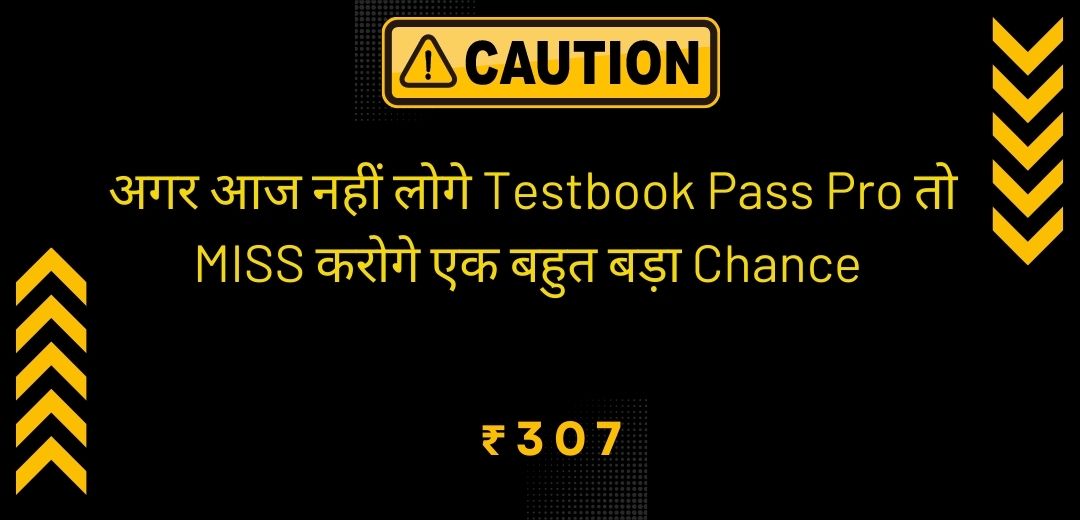 CAUTION
अगर आज नहीं लोगे Testbook Pass Pro तो
MISS करोगे एक बहुत बड़ा Chance
₹307